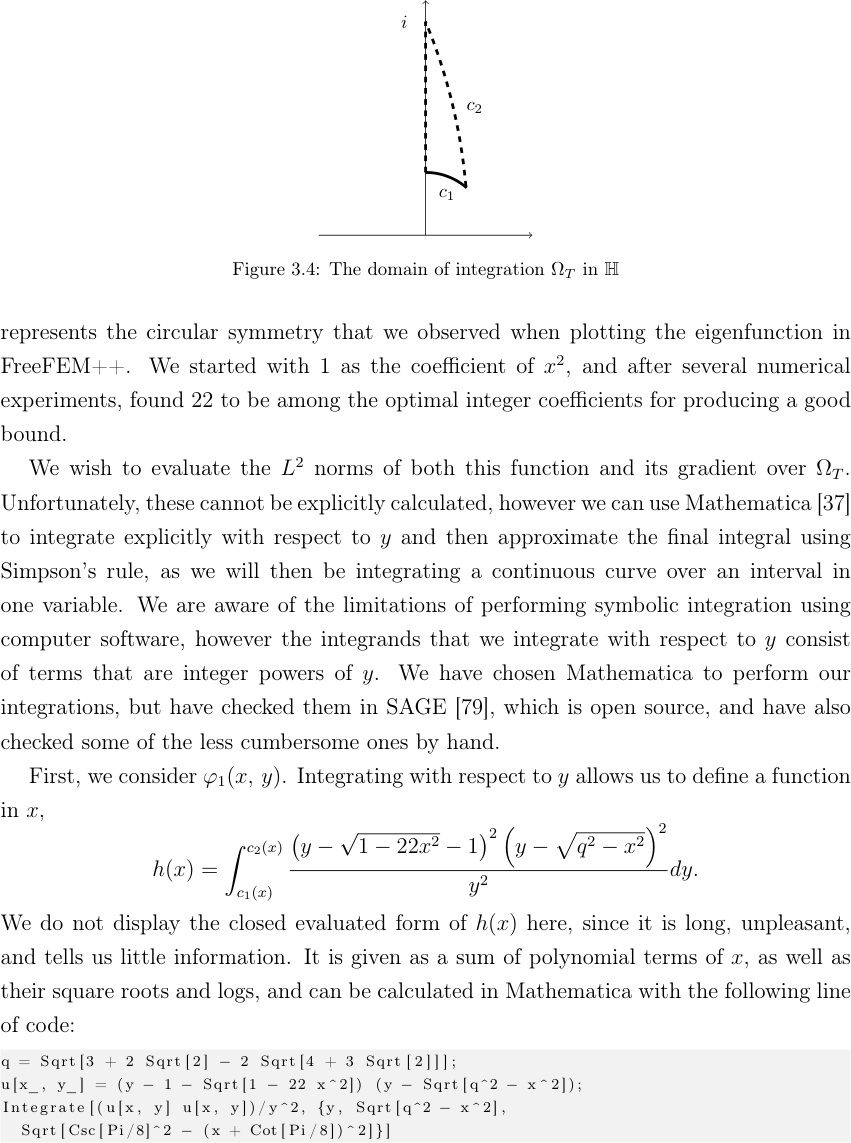 i
c₂
c₁
Figure 3.4: The domain of integration Ω_T in ℍ
represents the circular symmetry that we observed when plotting the eigenfunction in
FreeFEM++. We started with 1 as the coefficient of x², and after several numerical
experiments, found 22 to be among the optimal integer coefficients for producing a good
bound.
We wish to evaluate the L² norms of both this function and its gradient over Ω_T.
Unfortunately, these cannot be explicitly calculated, however we can use Mathematica [37]
to integrate explicitly with respect to y and then approximate the final integral using
Simpson's rule, as we will then be integrating a continuous curve over an interval in
one variable. We are aware of the limitations of performing symbolic integration using
computer software, however the integrands that we integrate with respect to y consist
of terms that are integer powers of y. We have chosen Mathematica to perform our
integrations, but have checked them in SAGE [79], which is open source, and have also
checked some of the less cumbersome ones by hand.
First, we consider φ₁(x, y). Integrating with respect to y allows us to define a function
in x,
h(x) = ∫_{c₁(x)}^{c₂(x)} (y − √(1 − 22x²) − 1)² (y − √(q² − x²))² / y² dy.
We do not display the closed evaluated form of h(x) here, since it is long, unpleasant,
and tells us little information. It is given as a sum of polynomial terms of x, as well as
their square roots and logs, and can be calculated in Mathematica with the following line
of code:
q = Sqrt[3 + 2 Sqrt[2] − 2 Sqrt[4 + 3 Sqrt[2]]];
u[x_, y_] = (y − 1 − Sqrt[1 − 22 x^2]) (y − Sqrt[q^2 − x^2]);
Integrate[(u[x, y] u[x, y])/y^2, {y, Sqrt[q^2 − x^2],
Sqrt[Csc[Pi/8]^2 − (x + Cot[Pi/8])^2]}]